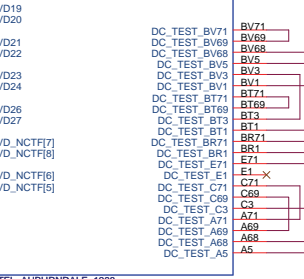 /D19
/D20
DC_TEST_BV71 BV71
/D21 DC_TEST_BV69 BV69
/D22 DC_TEST_BV68 BV68
DC_TEST_BV5 BV5
/D23 DC_TEST_BV3 BV3
/D24 DC_TEST_BV1 BV1
DC_TEST_BT71 BT71
/D26 DC_TEST_BT69 BT69
/D27 DC_TEST_BT3 BT3
DC_TEST_BT1 BT1
/D_NCTF[7] DC_TEST_BR71 BR71
/D_NCTF[8] DC_TEST_BR1 BR1
DC_TEST_E71 E71
/D_NCTF[6] DC_TEST_E1 E1
/D_NCTF[5] DC_TEST_C71 C71
DC_TEST_C69 C69
DC_TEST_C3 C3
DC_TEST_A71 A71
DC_TEST_A69 A69
DC_TEST_A68 A68
DC_TEST_A5 A5